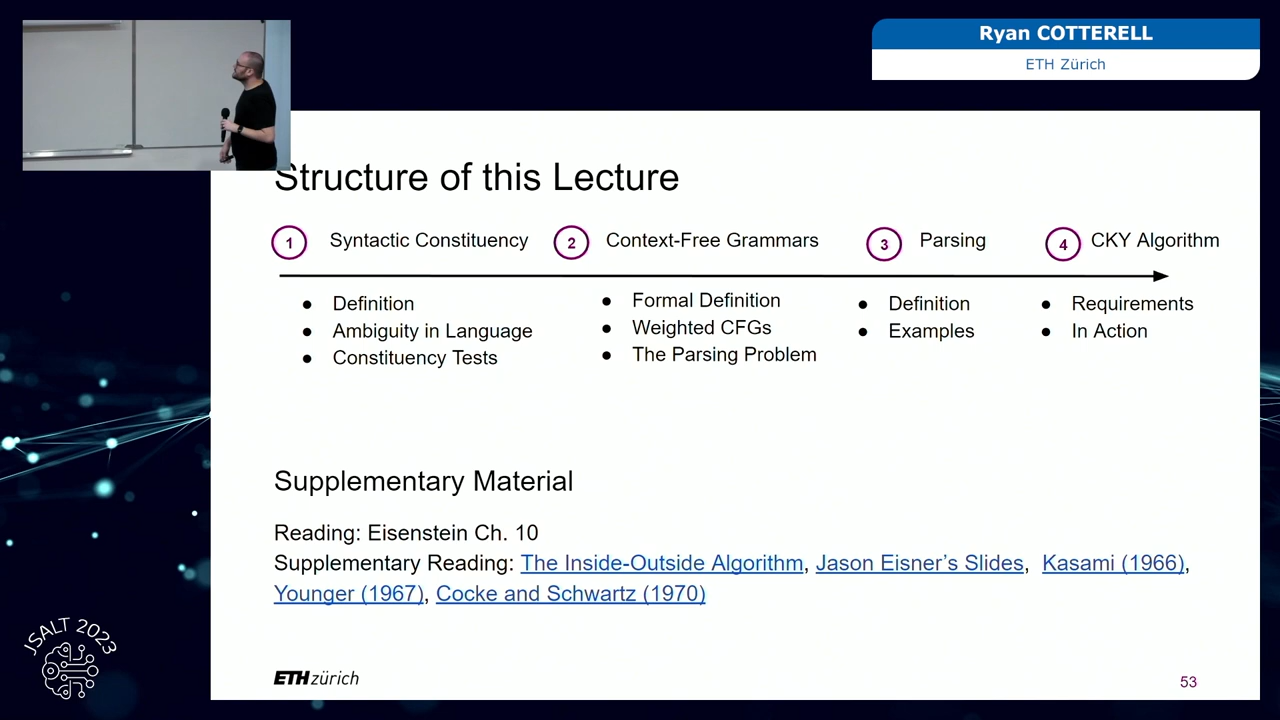 Ryan COTTERELL
ETH Zürich
Structure of this Lecture
1 Syntactic Constituency 2 Context-Free Grammars 3 Parsing 4 CKY Algorithm
● Definition
● Ambiguity in Language
● Constituency Tests
● Formal Definition
● Weighted CFGs
● The Parsing Problem
● Definition
● Examples
● Requirements
● In Action
Supplementary Material
Reading: Eisenstein Ch. 10
Supplementary Reading: The Inside-Outside Algorithm, Jason Eisner’s Slides, Kasami (1966),
Younger (1967), Cocke and Schwartz (1970)
JSALT 2023
ETH zürich
53